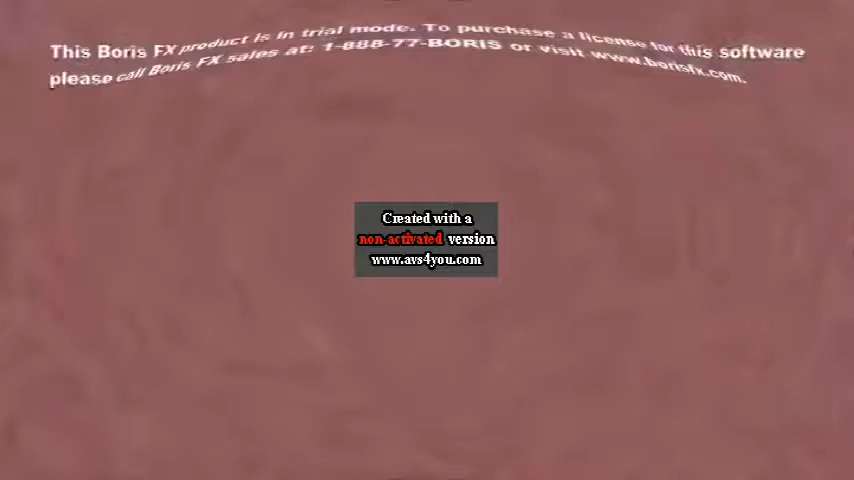 This Boris FX product is in trial mode. To purchase a license for this software
please call Boris FX sales at: 1-888-77-BORIS or visit www.borisfx.com.
Created with a
non-activated version
www.avs4you.com